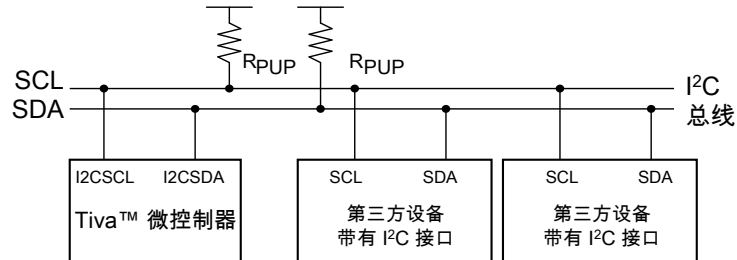 RPUP RPUP
SCL I²C
SDA 总线
I2CSCL I2CSDA SCL SDA SCL SDA
Tiva™ 微控制器 第三方设备 第三方设备
带有 I²C 接口 带有 I²C 接口